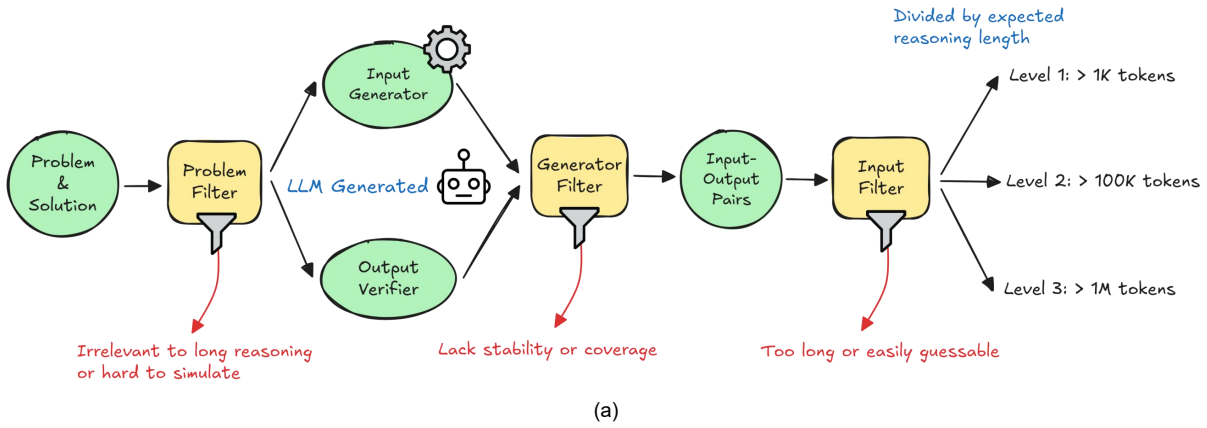 Divided by expected
reasoning length
Input
Generator
Level 1: > 1K tokens
Problem
&
Solution
Problem
Filter
LLM Generated
Generator
Filter
Input-
Output
Pairs
Input
Filter
Level 2: > 100K tokens
Output
Verifier
Level 3: > 1M tokens
Irrelevant to long reasoning
or hard to simulate
Lack stability or coverage
Too long or easily guessable
(a)